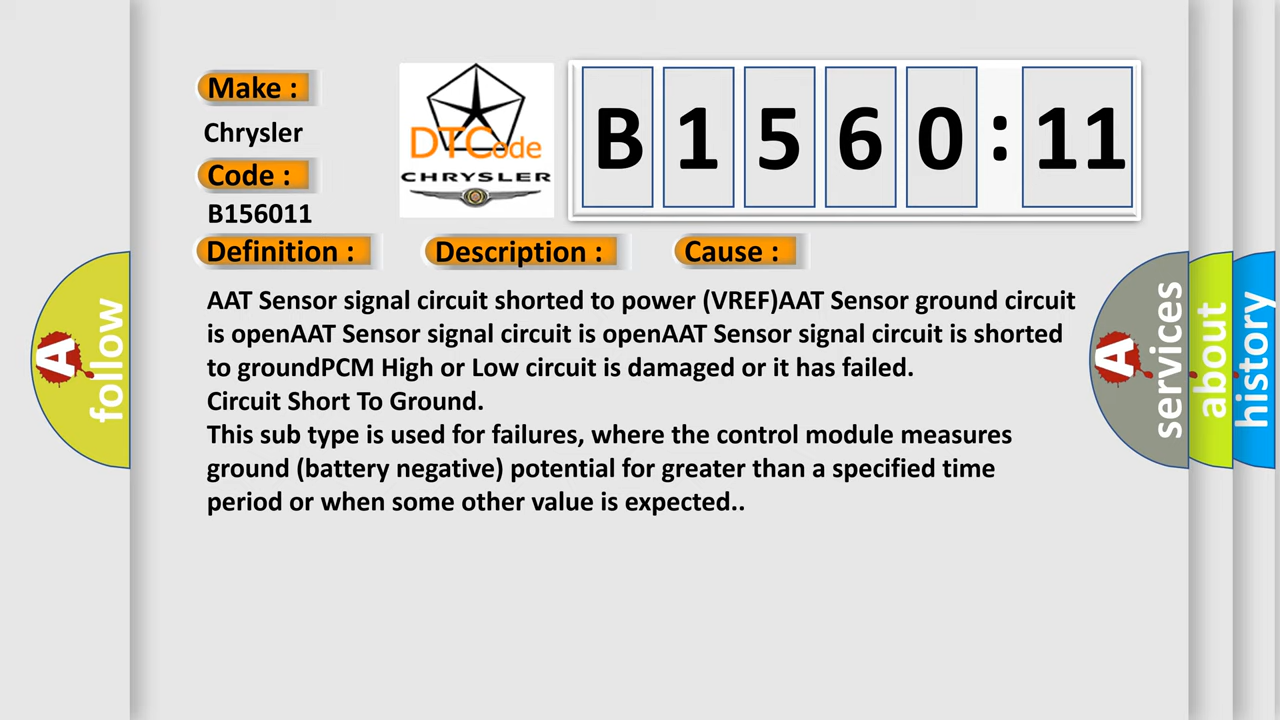 Make :
Chrysler
Code :
B156011
DTCode
CHRYSLER
B1560:11
Definition :
Description :
Cause :
AAT Sensor signal circuit shorted to power (VREF)AAT Sensor ground circuit
is openAAT Sensor signal circuit is openAAT Sensor signal circuit is shorted
to groundPCM High or Low circuit is damaged or it has failed.
Circuit Short To Ground.
This sub type is used for failures, where the control module measures
ground (battery negative) potential for greater than a specified time
period or when some other value is expected..
A
follow
A
services
about
history